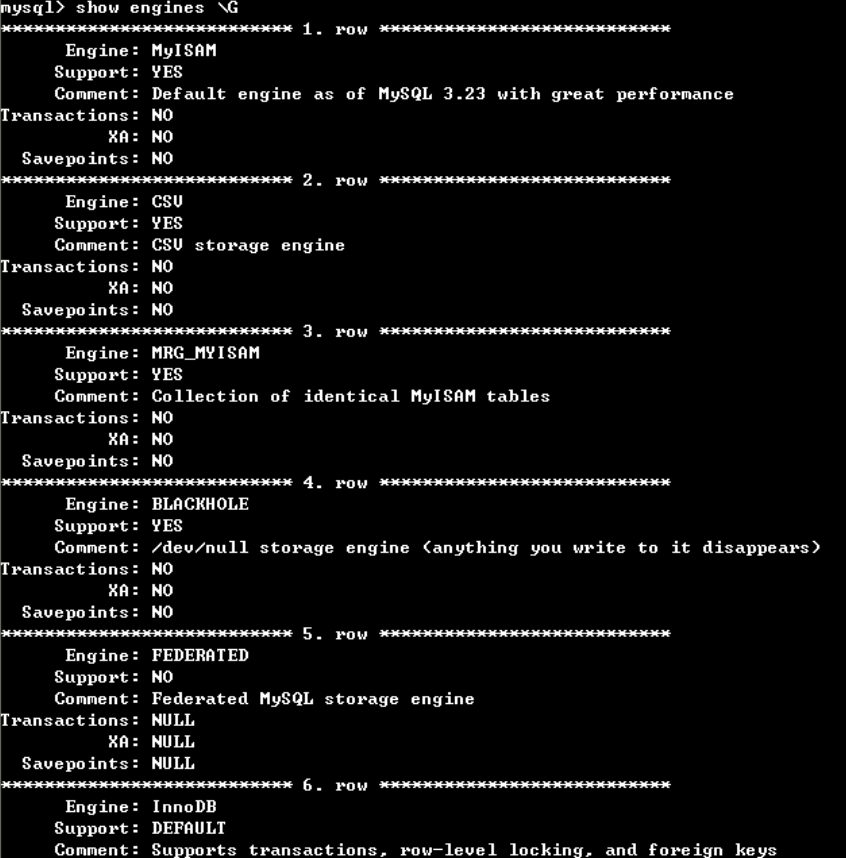 mysql> show engines \G
*************************** 1. row ***************************
      Engine: MyISAM
     Support: YES
     Comment: Default engine as of MySQL 3.23 with great performance
Transactions: NO
          XA: NO
  Savepoints: NO
*************************** 2. row ***************************
      Engine: CSV
     Support: YES
     Comment: CSV storage engine
Transactions: NO
          XA: NO
  Savepoints: NO
*************************** 3. row ***************************
      Engine: MRG_MYISAM
     Support: YES
     Comment: Collection of identical MyISAM tables
Transactions: NO
          XA: NO
  Savepoints: NO
*************************** 4. row ***************************
      Engine: BLACKHOLE
     Support: YES
     Comment: /dev/null storage engine (anything you write to it disappears)
Transactions: NO
          XA: NO
  Savepoints: NO
*************************** 5. row ***************************
      Engine: FEDERATED
     Support: NO
     Comment: Federated MySQL storage engine
Transactions: NULL
          XA: NULL
  Savepoints: NULL
*************************** 6. row ***************************
      Engine: InnoDB
     Support: DEFAULT
     Comment: Supports transactions, row-level locking, and foreign keys